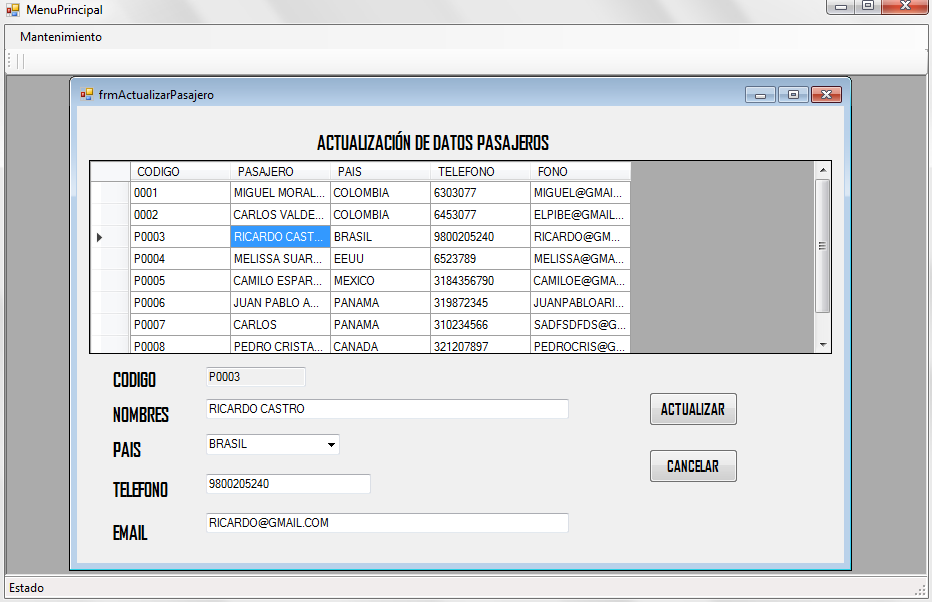 MenuPrincipal
Mantenimiento
frmActualizarPasajero
ACTUALIZACIÓN DE DATOS PASAJEROS
CODIGO PASAJERO PAIS TELEFONO FONO
0001 MIGUEL MORAL... COLOMBIA 6303077 MIGUEL@GMAI...
0002 CARLOS VALDE... COLOMBIA 6453077 ELPIBE@GMAIL...
P0003 RICARDO CAST... BRASIL 9800205240 RICARDO@GM...
P0004 MELISSA SUAR... EEUU 6523789 MELISSA@GMA...
P0005 CAMILO ESPAR... MEXICO 3184356790 CAMILOE@GMA...
P0006 JUAN PABLO A... PANAMA 319872345 JUANPABLOARI...
P0007 CARLOS PANAMA 310234566 SADFSDFDS@G...
P0008 PEDRO CRISTA... CANADA 321207897 PEDROCRIS@G...
CODIGO P0003
NOMBRES RICARDO CASTRO
ACTUALIZAR
PAIS BRASIL
CANCELAR
TELEFONO 9800205240
EMAIL RICARDO@GMAIL.COM
Estado